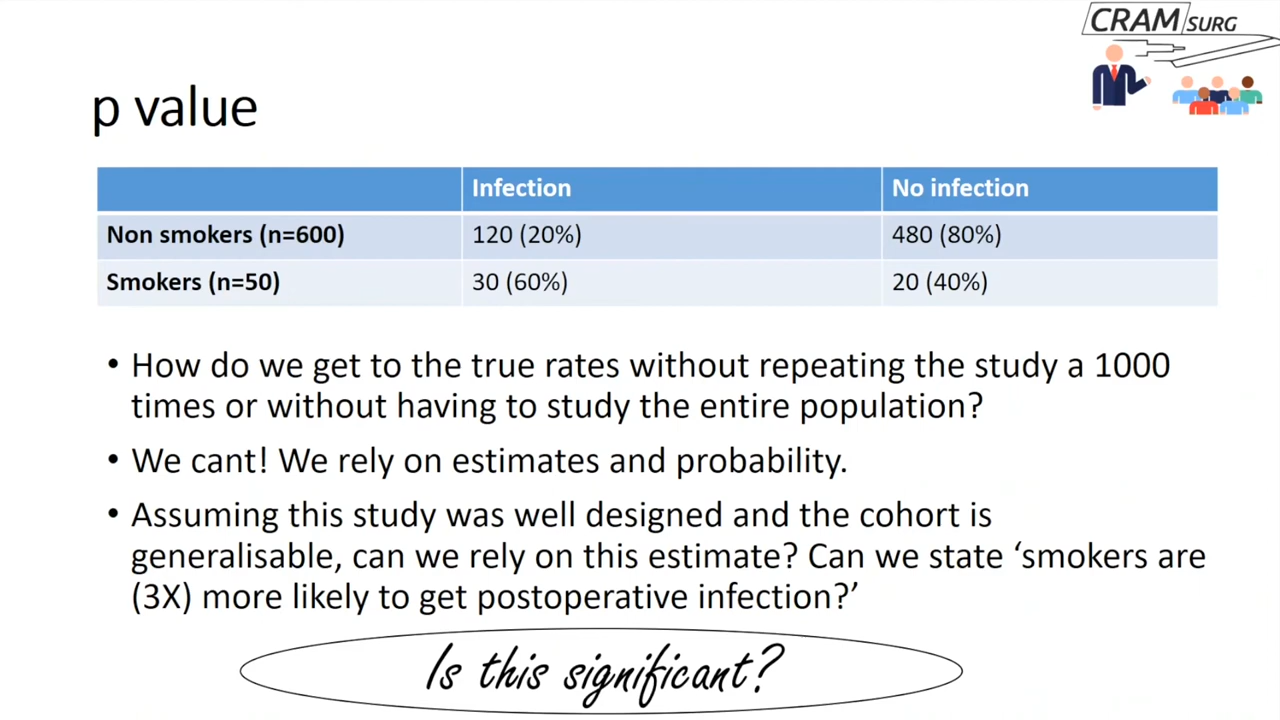 CRAM SURG
p value
Infection No infection
Non smokers (n=600) 120 (20%) 480 (80%)
Smokers (n=50) 30 (60%) 20 (40%)
• How do we get to the true rates without repeating the study a 1000
times or without having to study the entire population?
• We cant! We rely on estimates and probability.
• Assuming this study was well designed and the cohort is
generalisable, can we rely on this estimate? Can we state ‘smokers are
(3X) more likely to get postoperative infection?’
Is this significant?